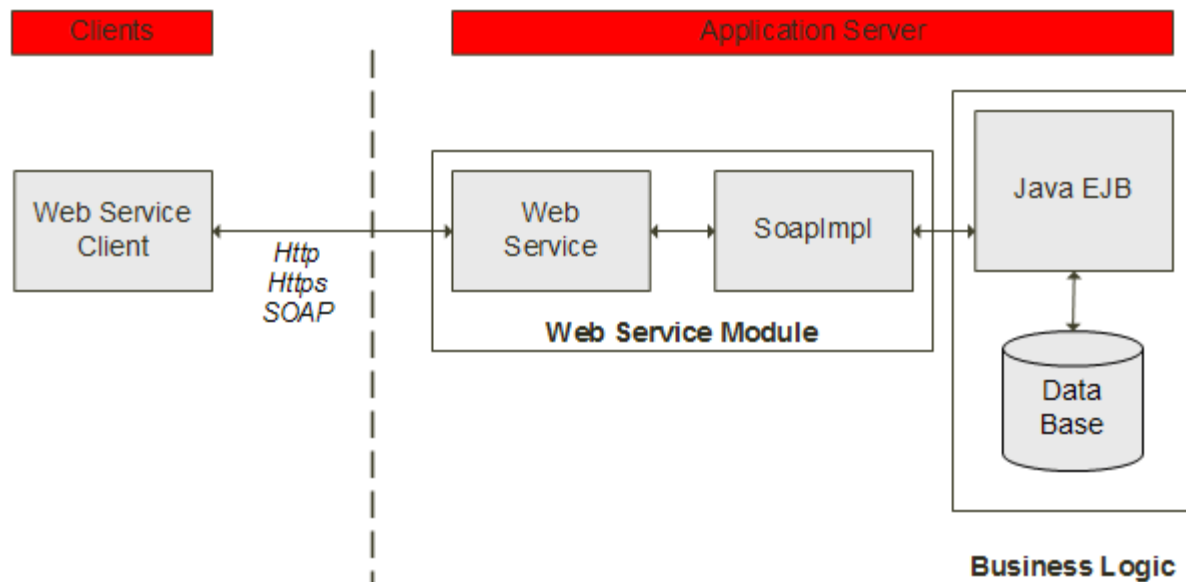 Clients
Application Server
Web Service
Client
Http
Https
SOAP
Web
Service
SoapImpl
Web Service Module
Java EJB
Data
Base
Business Logic